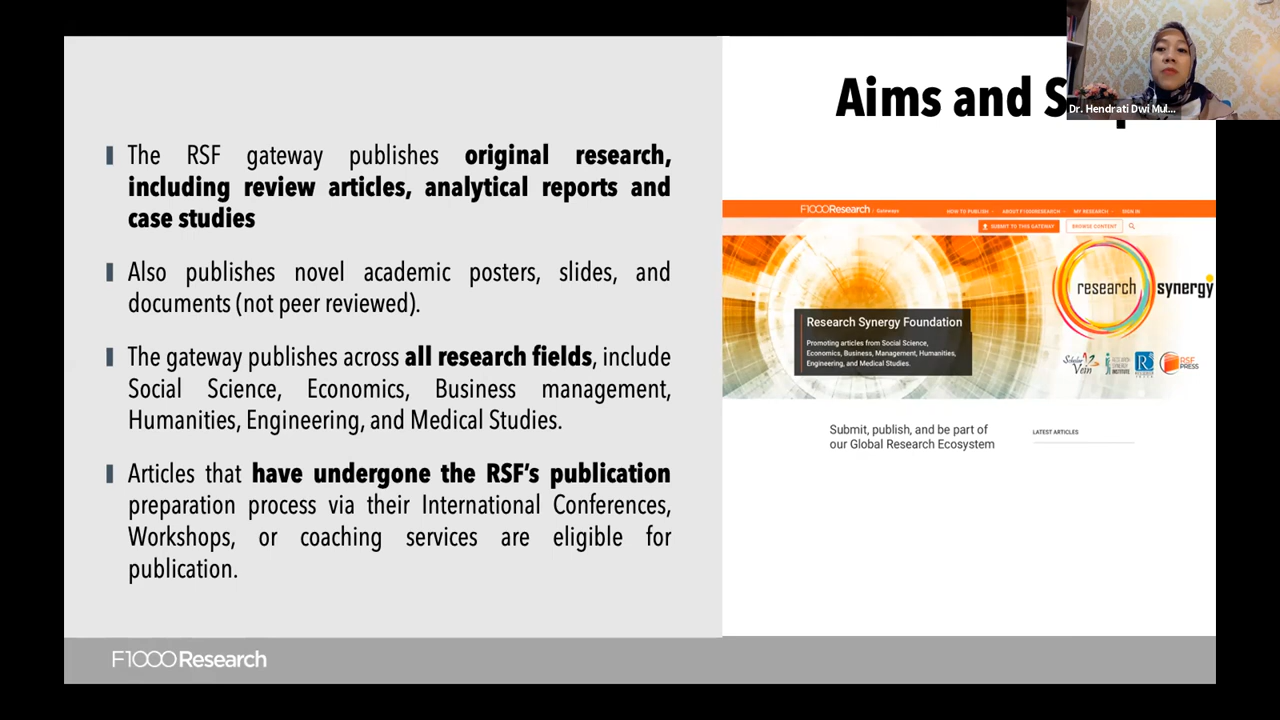 Aims and S
Dr. Hendrati Dwi Mul...
The RSF gateway publishes original research,
including review articles, analytical reports and
case studies
Also publishes novel academic posters, slides, and
documents (not peer reviewed).
The gateway publishes across all research fields, include
Social Science, Economics, Business management,
Humanities, Engineering, and Medical Studies.
Articles that have undergone the RSF's publication
preparation process via their International Conferences,
Workshops, or coaching services are eligible for
publication.
F1000Research | Gateways
HOW TO PUBLISH
ABOUT F1000RESEARCH
MY RESEARCH
SIGN IN
SUBMIT TO THIS GATEWAY
BROWSE CONTENT
research synergy
Research Synergy Foundation
Promoting articles from Social Science,
Economics, Business, Management, Humanities,
Engineering, and Medical Studies.
Scholar
Vein
RSF
PRESS
Submit, publish, and be part of
our Global Research Ecosystem
LATEST ARTICLES
F1000Research